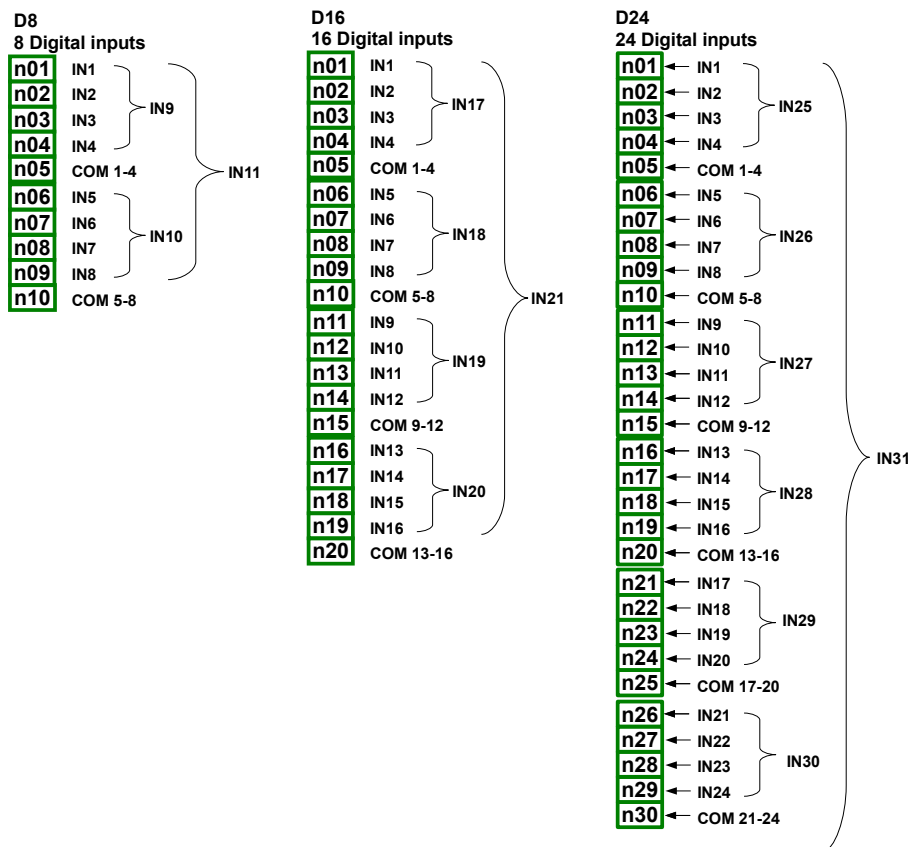 D8
8 Digital inputs
n01 IN1
n02 IN2
IN9
n03 IN3
n04 IN4
n05 COM 1-4
IN11
n06 IN5
n07 IN6
IN10
n08 IN7
n09 IN8
n10 COM 5-8
D16
16 Digital inputs
n01 IN1
n02 IN2
IN17
n03 IN3
n04 IN4
n05 COM 1-4
n06 IN5
n07 IN6
IN18
n08 IN7
n09 IN8
n10 COM 5-8
IN21
n11 IN9
n12 IN10
IN19
n13 IN11
n14 IN12
n15 COM 9-12
n16 IN13
n17 IN14
IN20
n18 IN15
n19 IN16
n20 COM 13-16
D24
24 Digital inputs
n01 IN1
n02 IN2
IN25
n03 IN3
n04 IN4
n05 COM 1-4
n06 IN5
n07 IN6
IN26
n08 IN7
n09 IN8
n10 COM 5-8
n11 IN9
n12 IN10
IN27
n13 IN11
n14 IN12
n15 COM 9-12
IN31
n16 IN13
n17 IN14
IN28
n18 IN15
n19 IN16
n20 COM 13-16
n21 IN17
n22 IN18
IN29
n23 IN19
n24 IN20
n25 COM 17-20
n26 IN21
n27 IN22
IN30
n28 IN23
n29 IN24
n30 COM 21-24